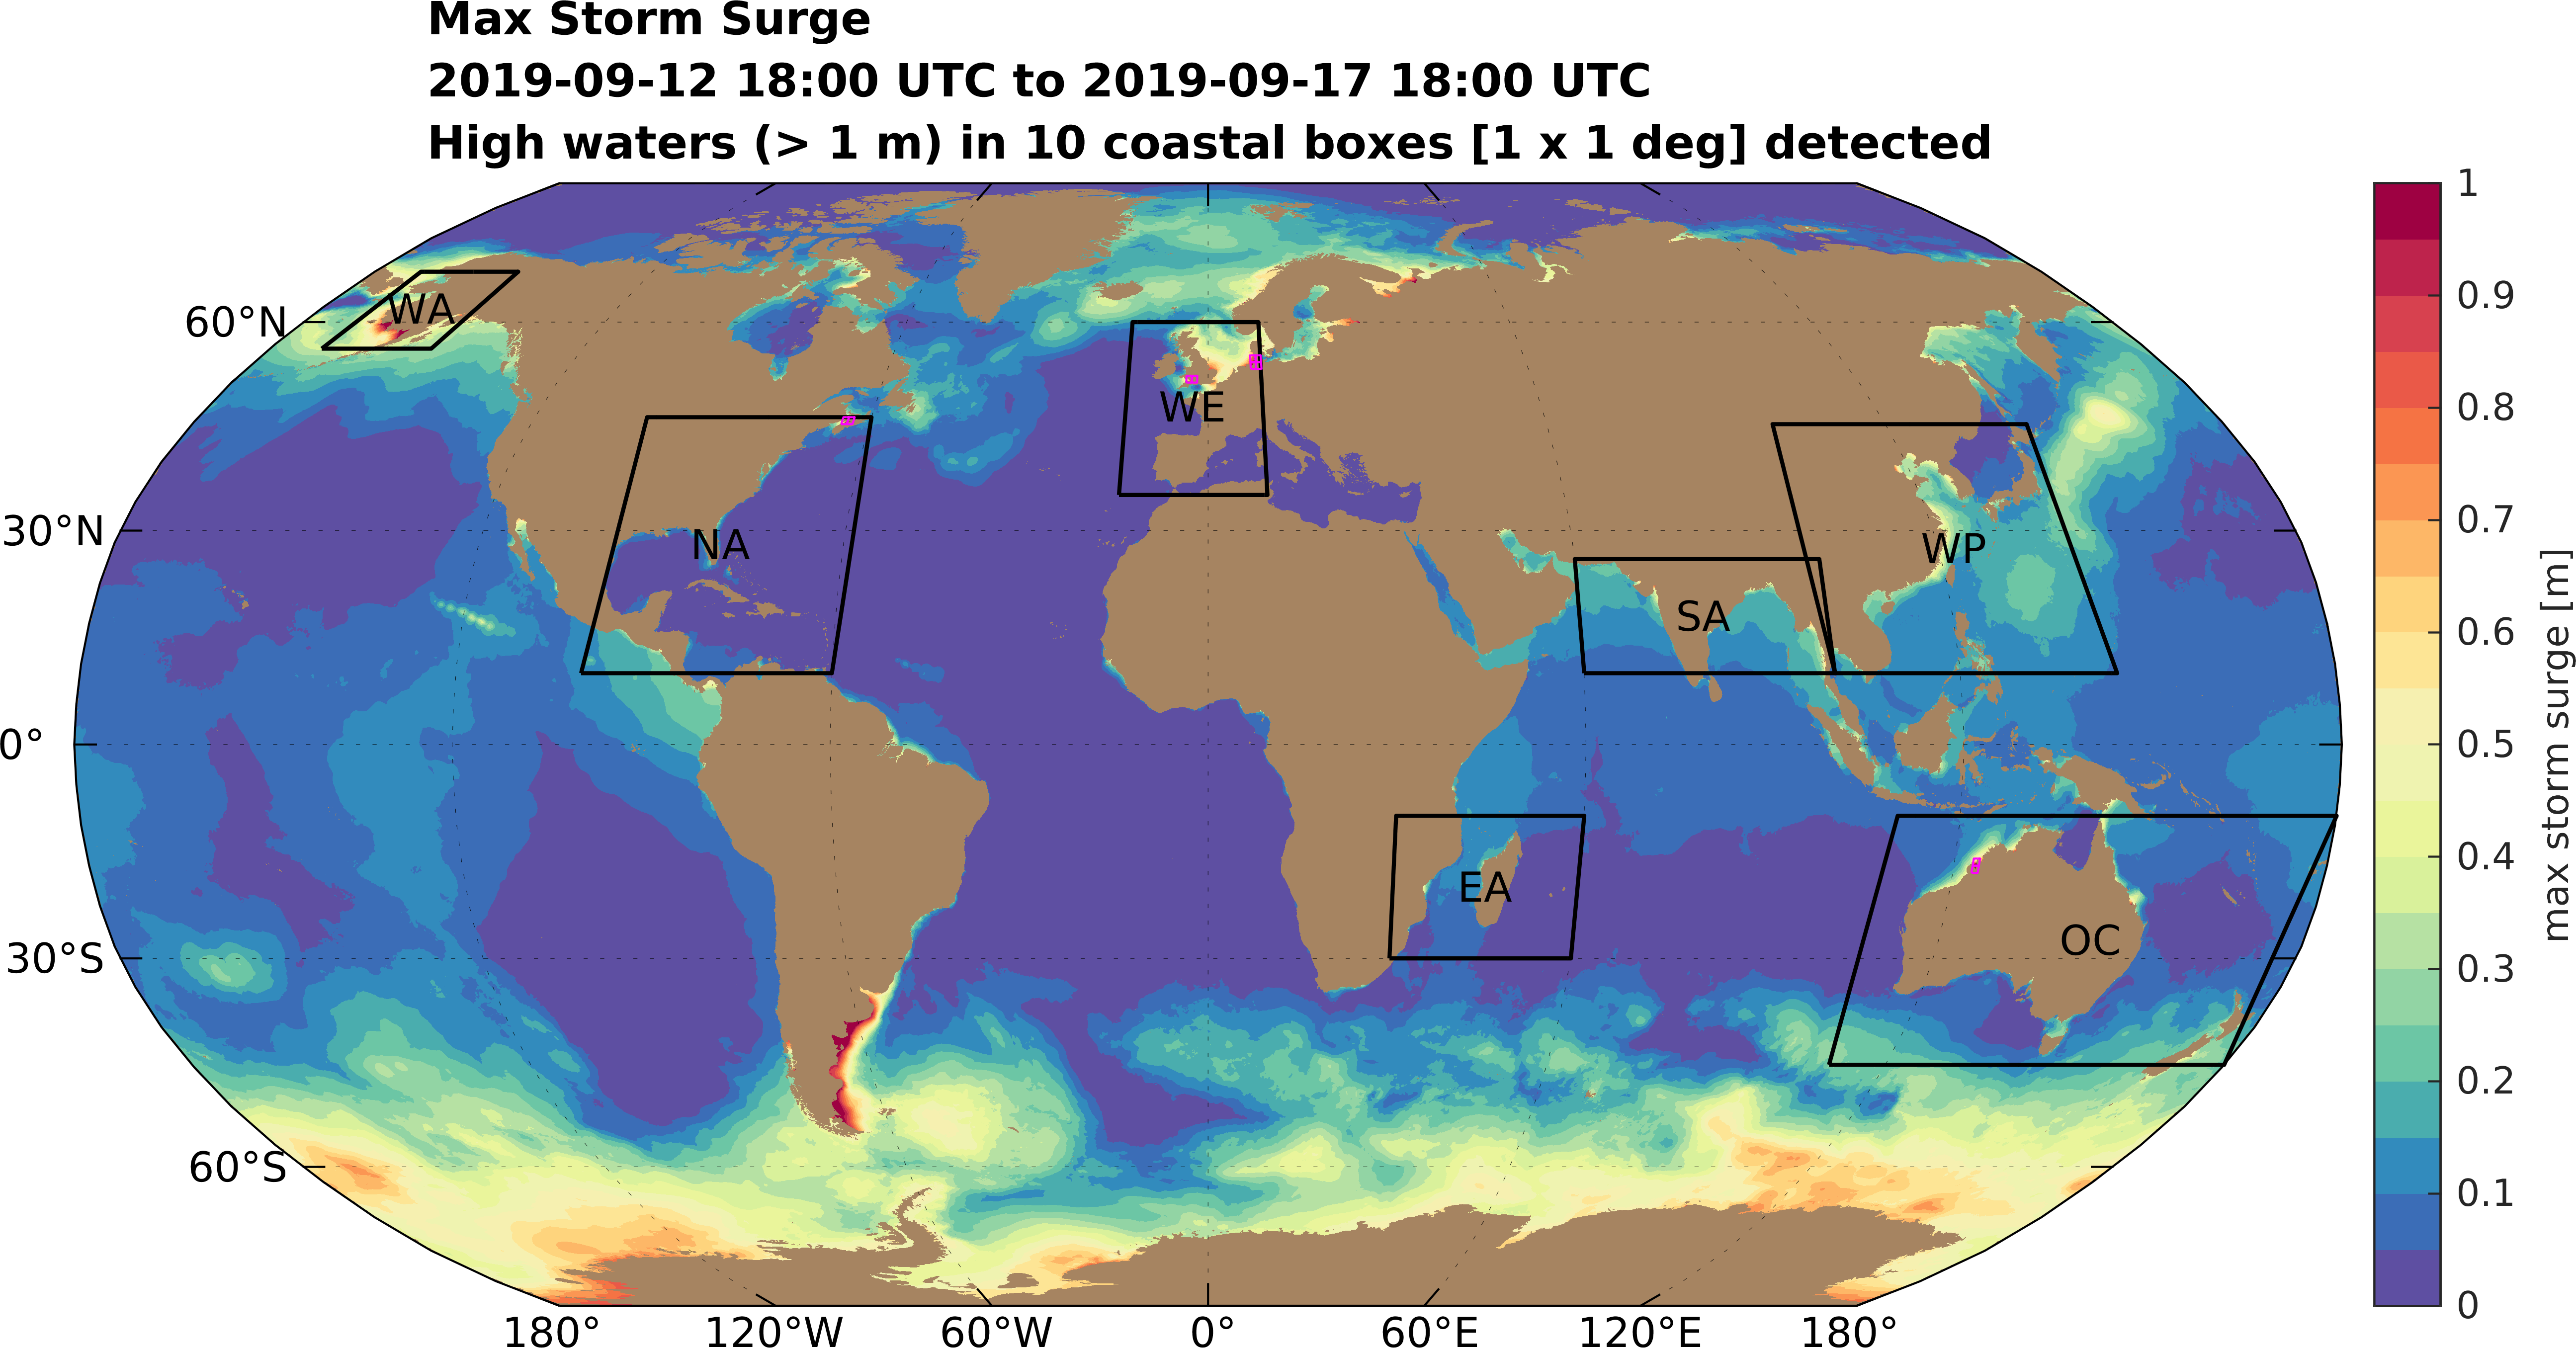 Max Storm Surge
2019-09-12 18:00 UTC to 2019-09-17 18:00 UTC
High waters (> 1 m) in 10 coastal boxes [1 x 1 deg] detected
60°N
30°N
0°
30°S
60°S
WA
NA
WE
SA
WP
EA
OC
180°
120°W
60°W
0°
60°E
120°E
180°
1
0.9
0.8
0.7
0.6
0.5
0.4
0.3
0.2
0.1
0
max storm surge [m]